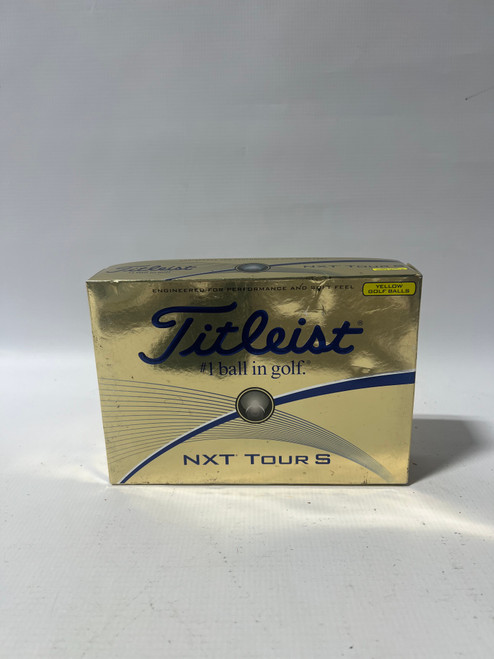 Titleist
NXT TOUR S
ENGINEERED FOR PERFORMANCE AND SOFT FEEL
YELLOW
GOLF BALLS
Titleist®
#1 ball in golf.®
NXT TOUR S